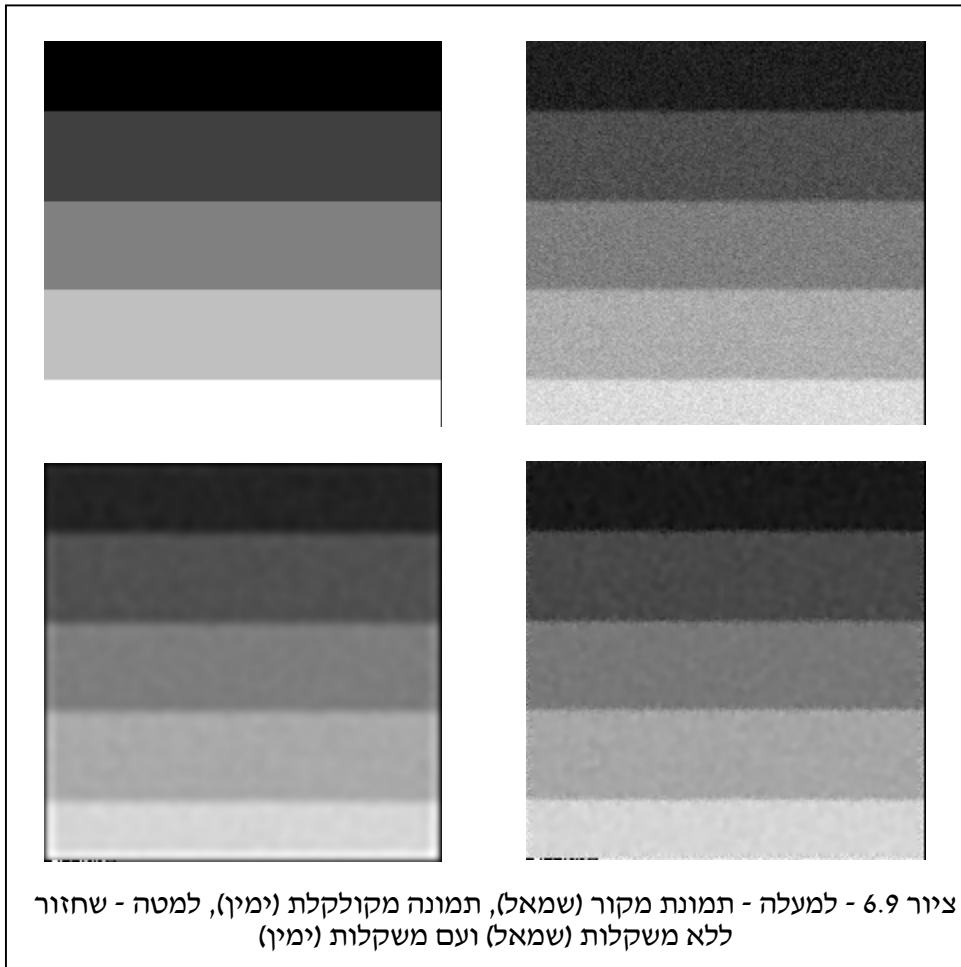 ציור 6.9 - למעלה - תמונת מקור (שמאל), תמונה מקולקלת (ימין), למטה - שחזור
ללא משקלות (שמאל) ועם משקלות (ימין)